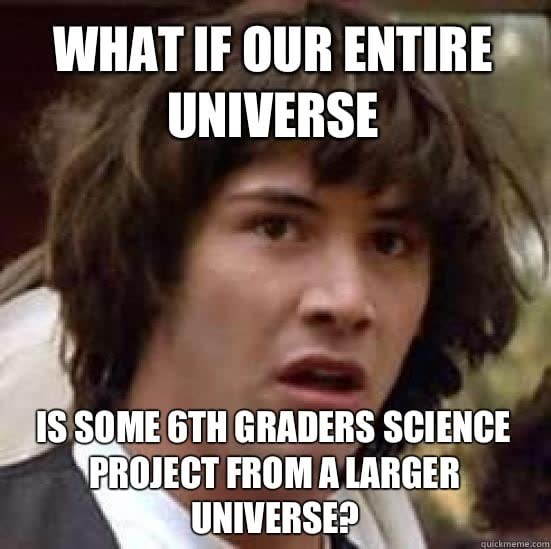 WHAT IF OUR ENTIRE
UNIVERSE
IS SOME 6TH GRADERS SCIENCE
PROJECT FROM A LARGER
UNIVERSE?
quickmeme.com